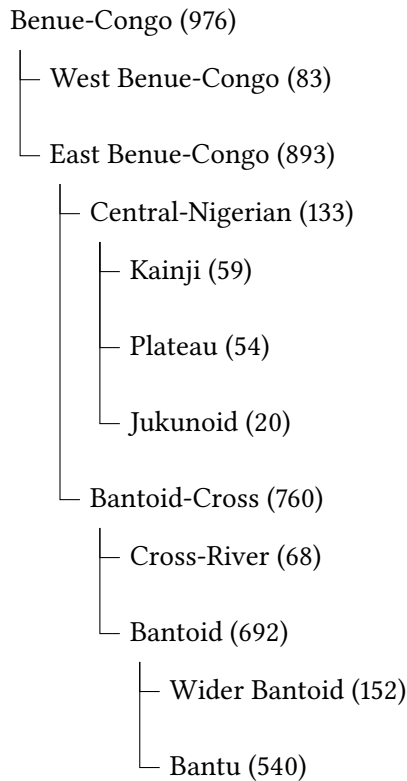 Benue-Congo (976)
West Benue-Congo (83)
East Benue-Congo (893)
Central-Nigerian (133)
Kainji (59)
Plateau (54)
Jukunoid (20)
Bantoid-Cross (760)
Cross-River (68)
Bantoid (692)
Wider Bantoid (152)
Bantu (540)